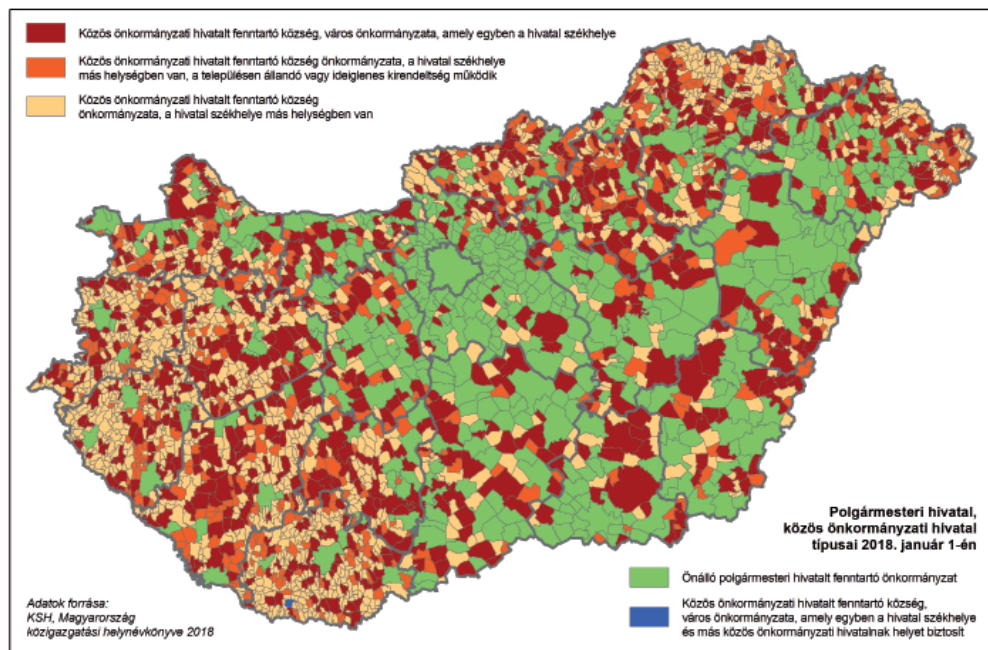 Közös önkormányzati hivatalt fenntartó község, város önkormányzata, amely egyben a hivatal székhelye
Közös önkormányzati hivatalt fenntartó község önkormányzata, a hivatal székhelye
más helységben van, a településen állandó vagy ideiglenes kirendeltség működik
Közös önkormányzati hivatalt fenntartó község
önkormányzata, a hivatal székhelye más helységben van
Polgármesteri hivatal,
közös önkormányzati hivatal
típusai 2018. január 1-én
Önálló polgármesteri hivatalt fenntartó önkormányzat
Közös önkormányzati hivatalt fenntartó község,
város önkormányzata, amely egyben a hivatal székhelye
és más közös önkormányzati hivatalnak helyet biztosít
Adatok forrása:
KSH, Magyarország
közigazgatási helynévkönyve 2018